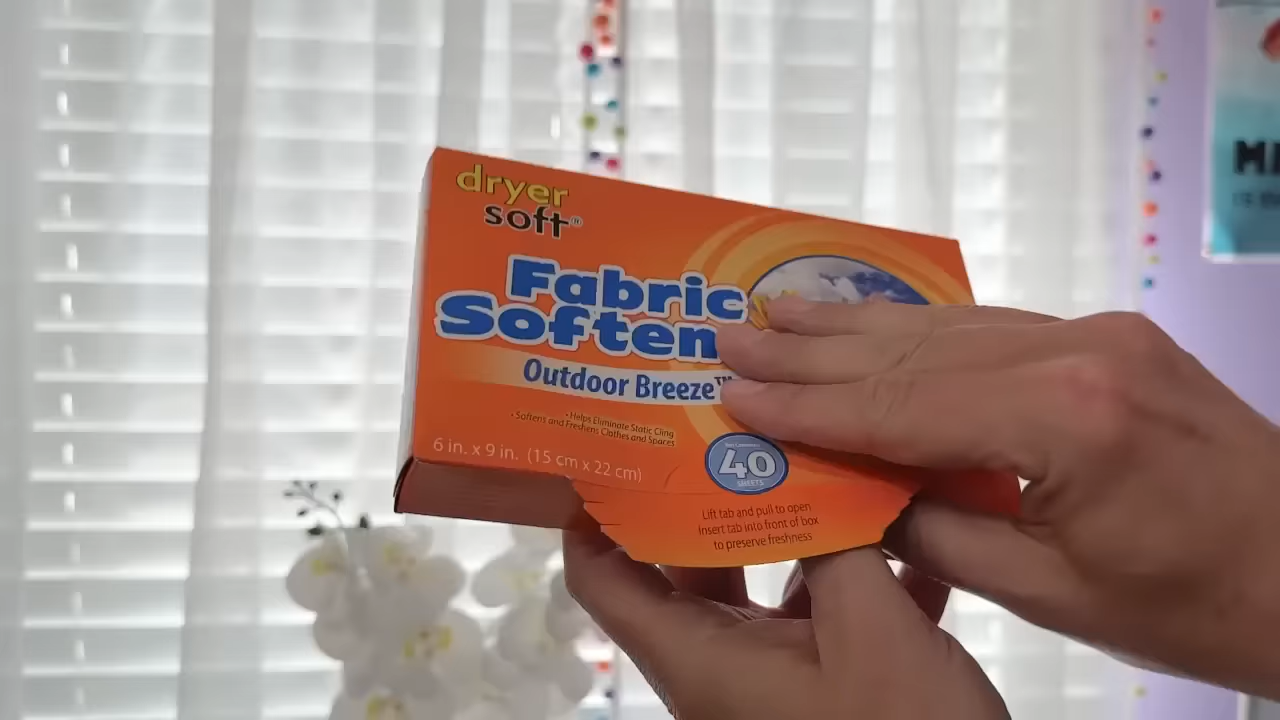 dryer
soft®
Fabric
Soften
Outdoor Breeze™
• Helps Eliminate Static Cling
• Softens and Freshens Clothes and Spaces
6 in. x 9 in. (15 cm x 22 cm)
40
SHEETS
Lift tab and pull to open
Insert tab into front of box
to preserve freshness